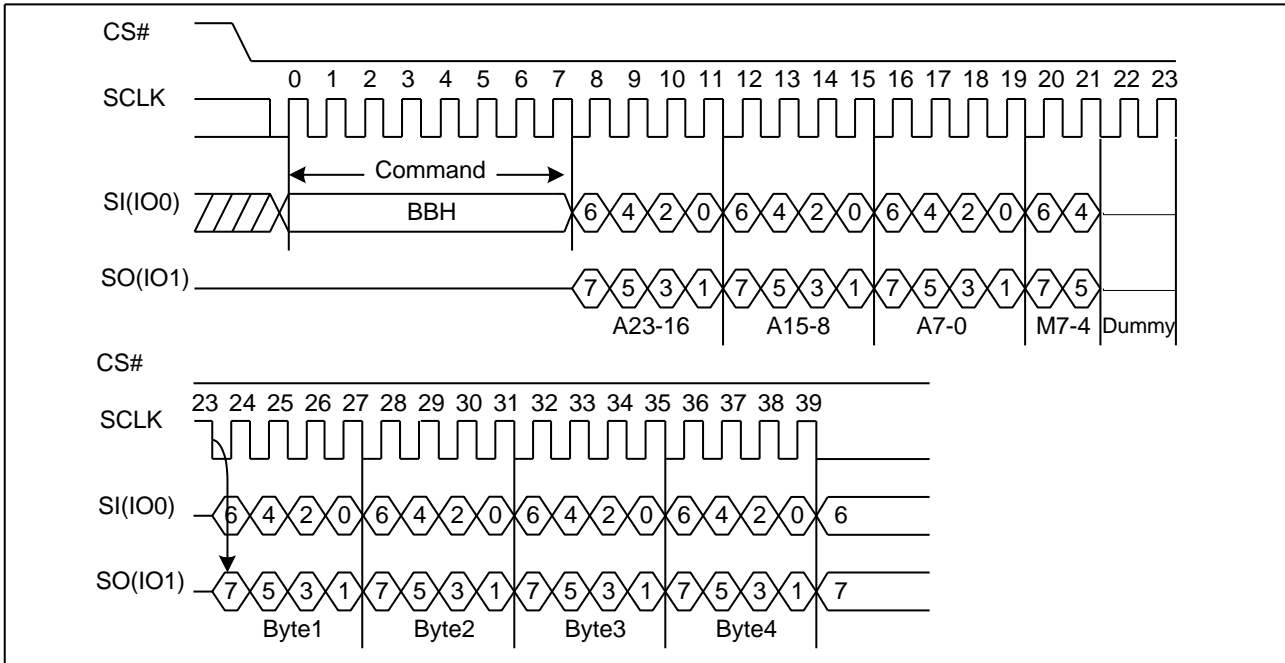 CS#
0 1 2 3 4 5 6 7 8 9 10 11 12 13 14 15 16 17 18 19 20 21 22 23
SCLK
Command
SI(IO0) BBH 6 4 2 0 6 4 2 0 6 4 2 0 6 4
SO(IO1) 7 5 3 1 7 5 3 1 7 5 3 1 7 5
A23-16 A15-8 A7-0 M7-4 Dummy
CS#
23 24 25 26 27 28 29 30 31 32 33 34 35 36 37 38 39
SCLK
SI(IO0) 6 4 2 0 6 4 2 0 6 4 2 0 6 4 2 0 6
SO(IO1) 7 5 3 1 7 5 3 1 7 5 3 1 7 5 3 1 7
Byte1 Byte2 Byte3 Byte4